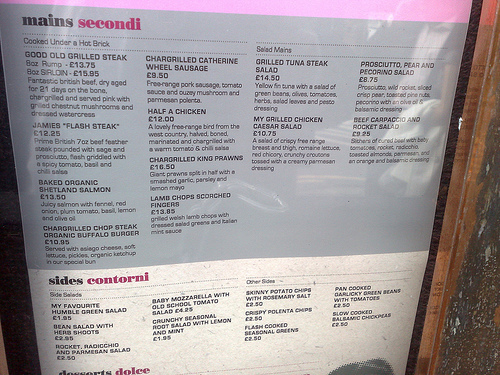 mains secondi
Cooked Under a Hot Brick
GOOD OLD GRILLED STEAK
8oz Rump - £13.75
8oz SIRLOIN - £15.95
Fantastic british beef, dry aged
for 21 days on the bone,
chargrilled and served pink with
grilled chestnut mushrooms and
dressed watercress
JAMIES "FLASH STEAK"
£12.25
Prime British 7oz beef feather
steak pounded with sage and
prosciutto, flash griddled with
a spicy tomato, basil and
chilli salsa
BAKED ORGANIC
SHETLAND SALMON
£13.50
Juicy salmon with fennel, red
onion, plum tomato, basil, lemon
and olive oil
CHARGRILLED CHOP STEAK
ORGANIC BUFFALO BURGER
£10.95
Served with asiago cheese, soft
lettuce, pickles, organic ketchup
in our special bun
CHARGRILLED CATHERINE
WHEEL SAUSAGE
£8.50
Free-range pork sausage, tomato
sauce and ouzey mushroom and
parmesan polenta.
HALF A CHICKEN
£12.00
A lovely free-range bird from the
west country, halved, boned,
marinated and chargrilled with
a warm tomato & chilli salsa
CHARGRILLED KING PRAWNS
£16.50
Giant prawns split in half with a
smashed garlic, parsley and
lemon mayo
LAMB CHOPS SCORCHED
FINGERS
£13.85
grilled welsh lamb chops with
dressed salad greens and italian
mint sauce
Salad Mains
GRILLED TUNA STEAK
SALAD
£14.50
Yellow fin tuna with a salad of
green beans, olives, tomatoes,
herbs, salad leaves and pesto
dressing
MY GRILLED CHICKEN
CAESAR SALAD
£10.75
A salad of crispy free range
breast and thigh, romaine lettuce,
red chicory, crunchy croutons
tossed with a creamy parmesan
dressing
PROSCIUTTO, PEAR AND
PECORINO SALAD
£8.75
Prosciutto, wild rocket, sliced
crisp pear, toasted pine nuts,
pecorino with an olive oil &
balsamic dressing
BEEF CARPACCIO AND
ROCKET SALAD
£9.25
Slithers of cured beef with baby
tomatoes, rocket, radicchio,
toasted almonds, parmesan, and
an orange and balsamic dressing
sides contorni
Side Salads
MY FAVOURITE
HUMBLE GREEN SALAD
£1.95
BEAN SALAD WITH
HERB SHOOTS
£2.95
ROCKET, RADICCHIO
AND PARMESAN SALAD
£2.50
BABY MOZZARELLA WITH
OLD SCHOOL TOMATO
SALAD £4.25
CRUNCHY SEASONAL
ROOT SALAD WITH LEMON
AND MINT
£1.95
Other Sides
SKINNY POTATO CHIPS
WITH ROSEMARY SALT
£2.50
CRISPY POLENTA CHIPS
£2.50
FLASH COOKED
SEASONAL GREENS
£2.50
PAN COOKED
GARLICKY GREEN BEANS
WITH TOMATOES
£2.50
SLOW COOKED
BALSAMIC CHICKPEAS
£2.50
desserts dolce